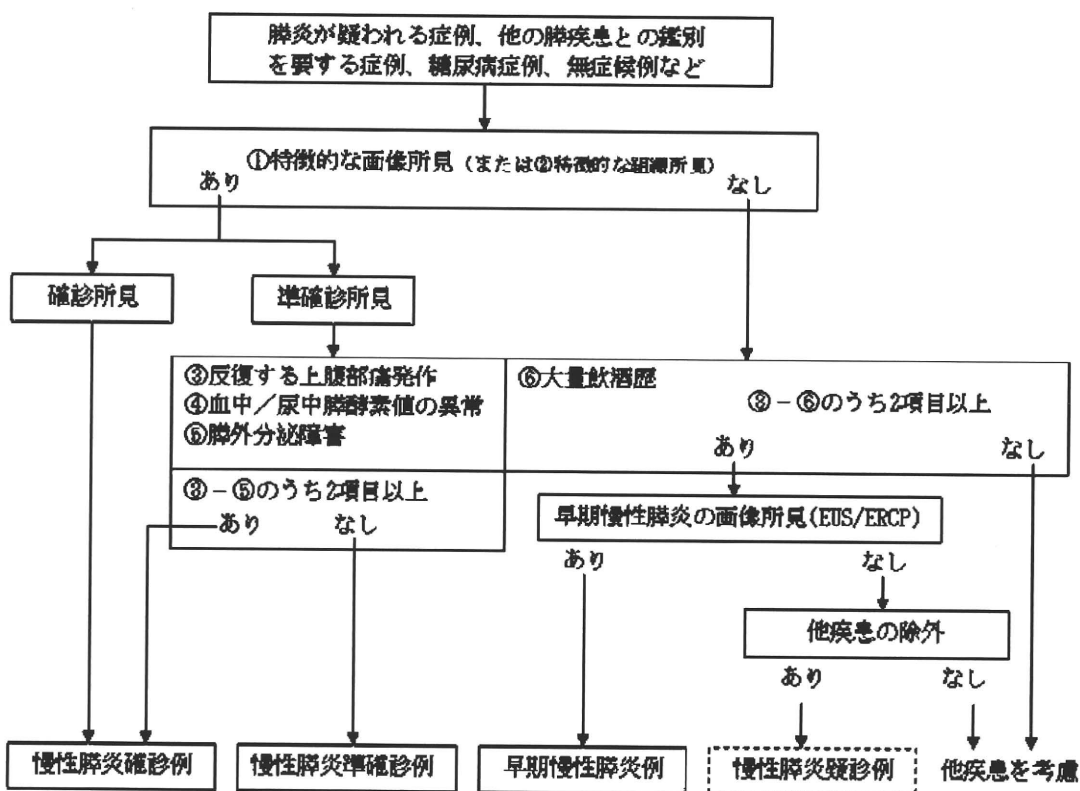 膵炎が疑われる症例、他の膵疾患との鑑別
を要する症例、糖尿病症例、無症候例など
①特徴的な画像所見（または②特徴的な組織所見）
あり
なし
確診所見
準確診所見
③反復する上腹部痛発作
④血中／尿中膵酵素値の異常
⑤膵外分泌障害
⑥大量飲酒歴
③－⑥のうち2項目以上
あり
なし
③－⑤のうち2項目以上
あり
なし
早期慢性膵炎の画像所見(EUS/ERCP)
あり
なし
他疾患の除外
あり
なし
慢性膵炎確診例
慢性膵炎準確診例
早期慢性膵炎例
慢性膵炎疑診例
他疾患を考慮